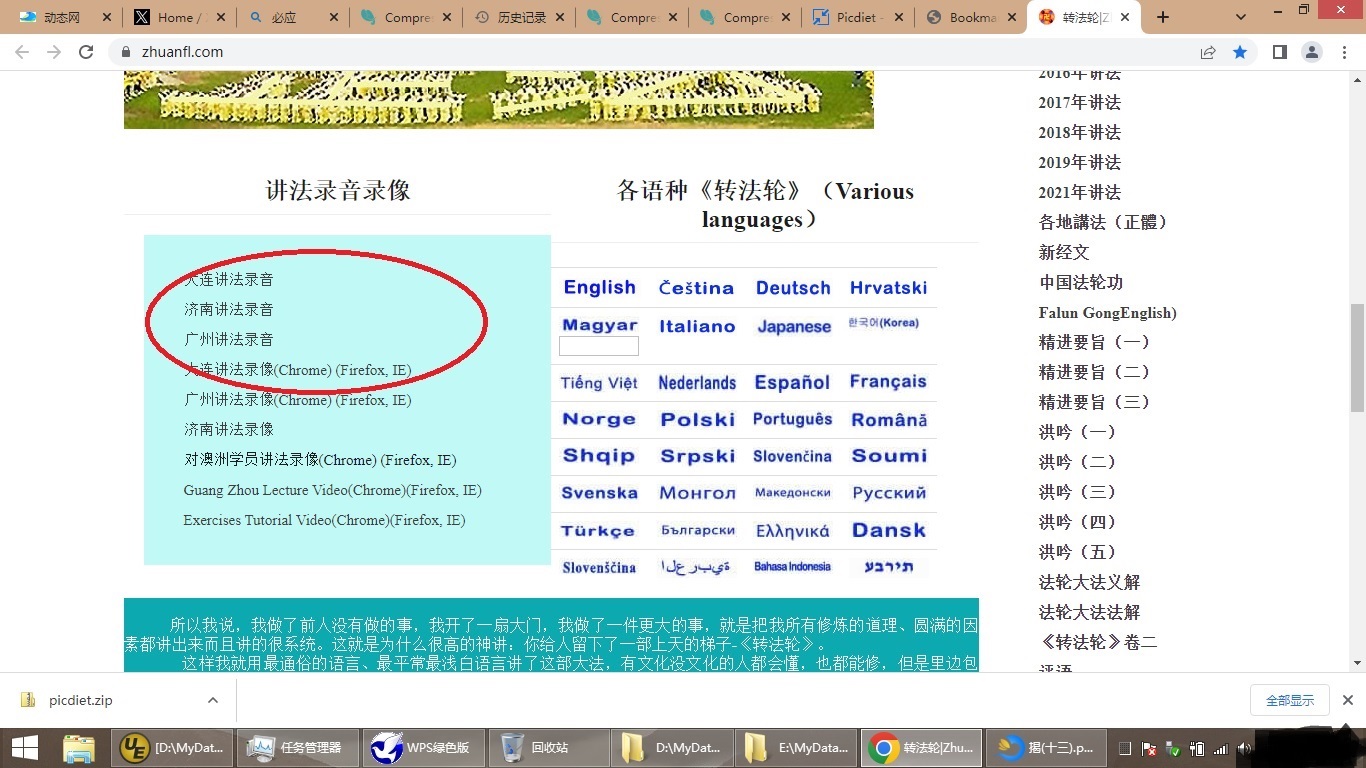 动态网
Home /
必应
Compre
历史记录
Compre
Compre
Picdiet -
Bookma
转法轮|Z
zhuanfl.com
讲法录音录像
大连讲法录音
济南讲法录音
广州讲法录音
大连讲法录像(Chrome) (Firefox, IE)
广州讲法录像(Chrome) (Firefox, IE)
济南讲法录像
对澳洲学员讲法录像(Chrome) (Firefox, IE)
Guang Zhou Lecture Video(Chrome)(Firefox, IE)
Exercises Tutorial Video(Chrome)(Firefox, IE)
各语种《转法轮》（Various
languages）
English Čeština Deutsch Hrvatski
Magyar Italiano Japanese 한국어(Korea)
Tiếng Việt Nederlands Español Français
Norge Polski Português Română
Shqip Srpski Slovenčina Suomi
Svenska Монгол Македонски Русский
Türkçe Български Ελληνικά Dansk
Slovenščina Bahasa Indonesia
2016年讲法
2017年讲法
2018年讲法
2019年讲法
2021年讲法
各地講法（正體）
新经文
中国法轮功
Falun GongEnglish)
精进要旨（一）
精进要旨（二）
精进要旨（三）
洪吟（一）
洪吟（二）
洪吟（三）
洪吟（四）
洪吟（五）
法轮大法义解
法轮大法法解
《转法轮》卷二
所以我说，我做了前人没有做的事，我开了一扇大门，我做了一件更大的事，就是把我所有修炼的道理、圆满的因
素都讲出来而且讲的很系统。这就是为什么很高的神讲：你给人留下了一部上天的梯子-《转法轮》。
这样我就用最通俗的语言、最平常最浅白语言讲了这部大法，有文化没文化的人都会懂，也都能修，但是里边包
picdiet.zip
全部显示
[D:\MyDat...
任务管理器
WPS绿色版
回收站
D:\MyDat...
E:\MyData...
转法轮|Zhu...
揭(十三).p...